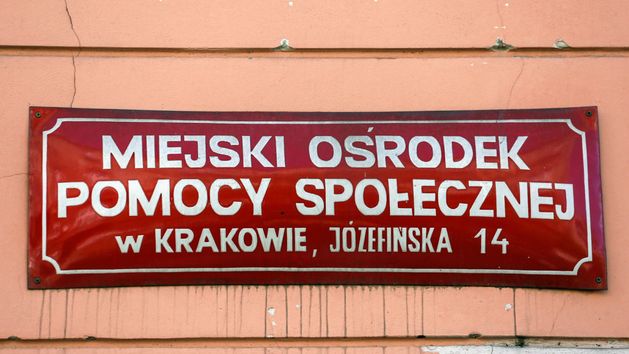 MIEJSKI OŚRODEK
POMOCY SPOŁECZNEJ
w KRAKOWIE, JÓZEFIŃSKA 14